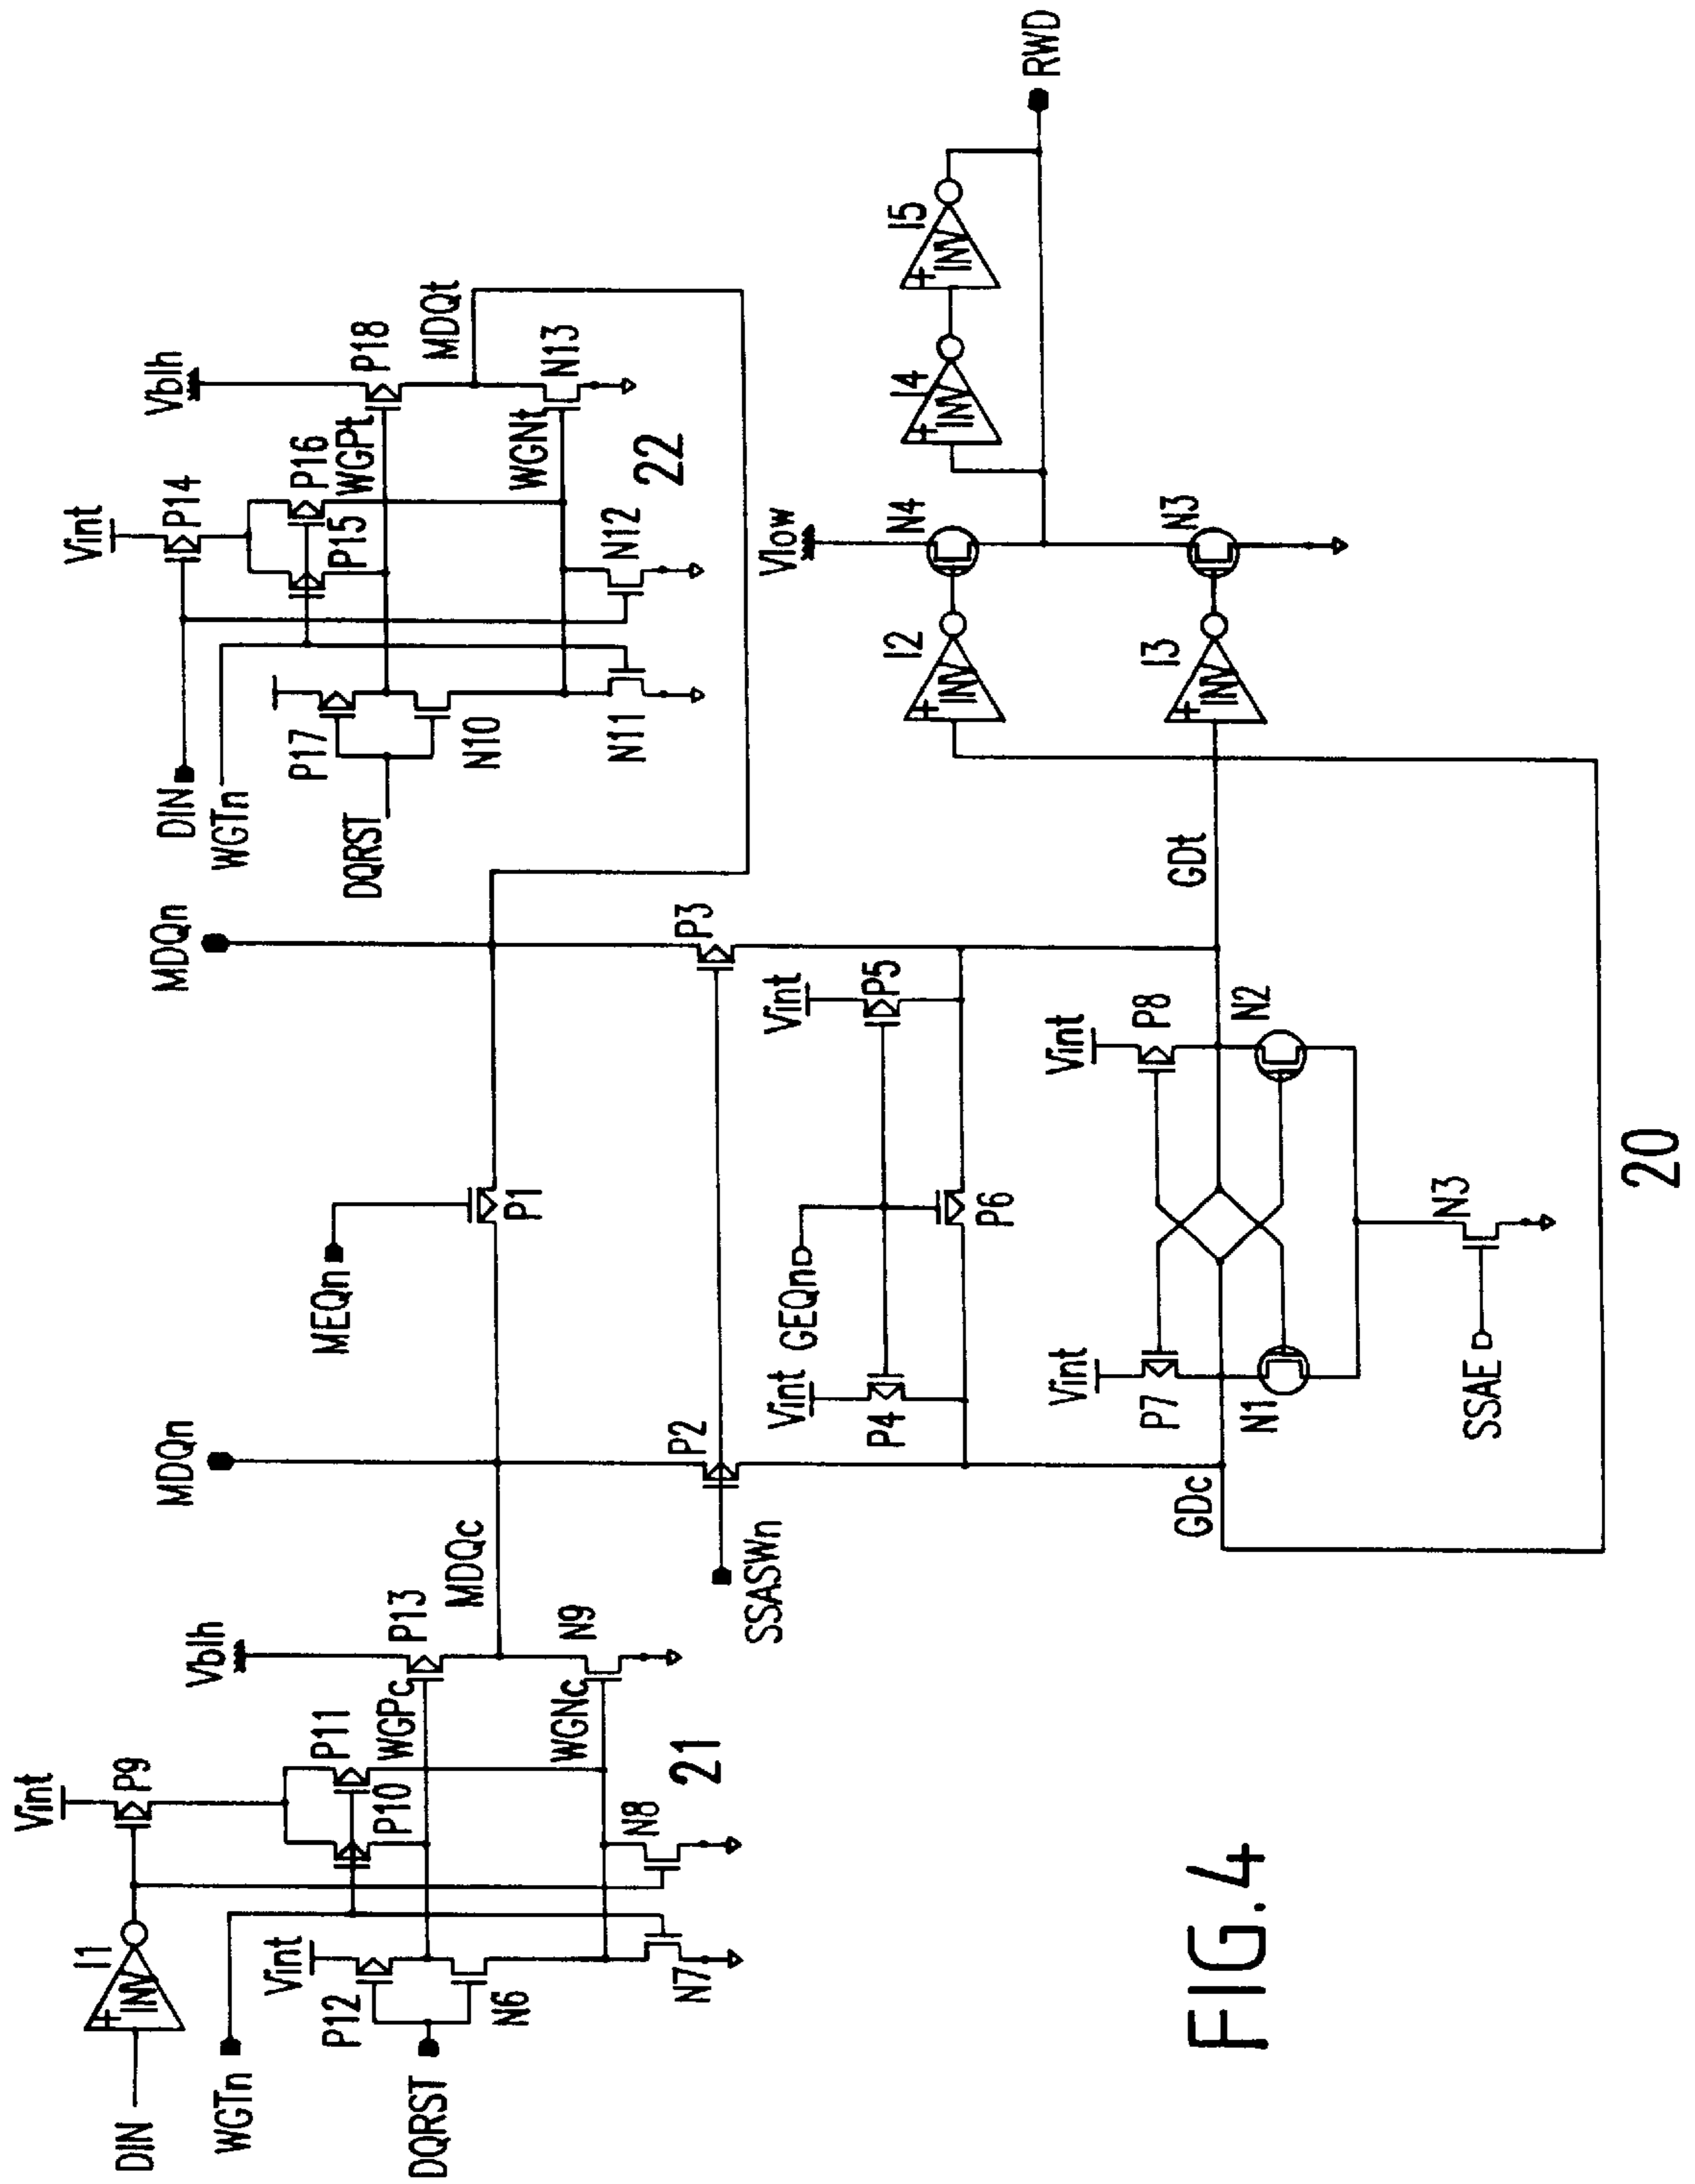 Vint
P9
I1
INV
DIN
WGTn
DQRST
Vint
P12
N6
N7
P10
P11
WGPc
WGNc
N8
21
Vblh
P13
N9
MDQc
MDQn
MEQn
P1
MDQn
SSASWn
P2
P3
GEQn
Vint
P4
Vint
P5
P6
GDc
Vint
P7
N1
Vint
P8
N2
SSAE
N3
20
GDt
DIN
WGTn
DQRST
Vint
P14
P17
N10
N11
P15
P16
WGPt
WGNt
N12
22
Vblh
P18
N13
MDQt
I2
INV
I3
INV
Vlow
N4
N3
I4
INV
I5
INV
RWD
FIG.4